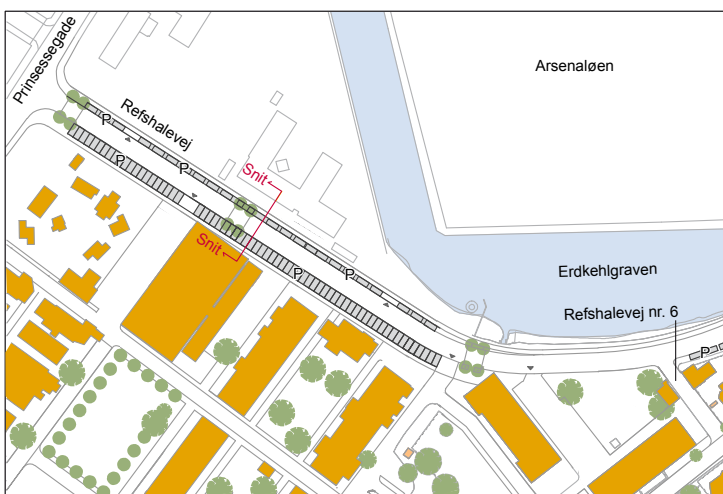 Prinsessegade
Arsenaløen
Refshalevej
P
P
P
Snit
Snit
P
P
Erdkehlgraven
Refshalevej nr. 6
P